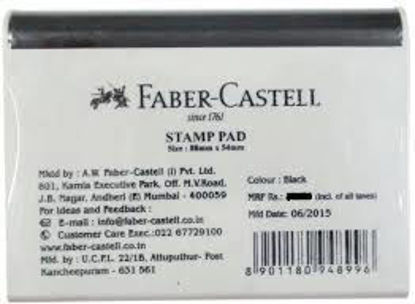 FABER-CASTELL
since 1761
STAMP PAD
Size : 88mm x 54mm
Mktd by : A.W. Faber-Castell (I) Pvt. Ltd.
801, Kamla Executive Park, Off. M.V.Road,
J.B. Nagar, Andheri (E) Mumbai - 400059
For Ideas and Feedback :
E-mail : info@faber-castell.co.in
Customer Care Exec.:022 67729100
www.faber-castell.co.in
Mfd. by : U.C.P.L. 22/1B, Attuputhur- Post
Kancheepuram - 631 561
Colour : Black
MRP Rs.: (Incl. of all taxes)
Mfd Date: 06/2015
8 901180 948996